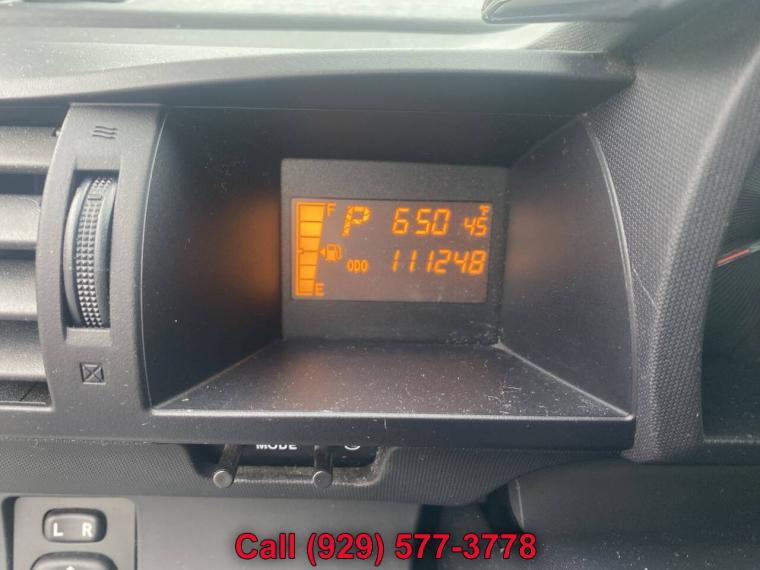 F P 650 45 °F
ODO 111248
E
MODE
L R
Call (929) 577-3778